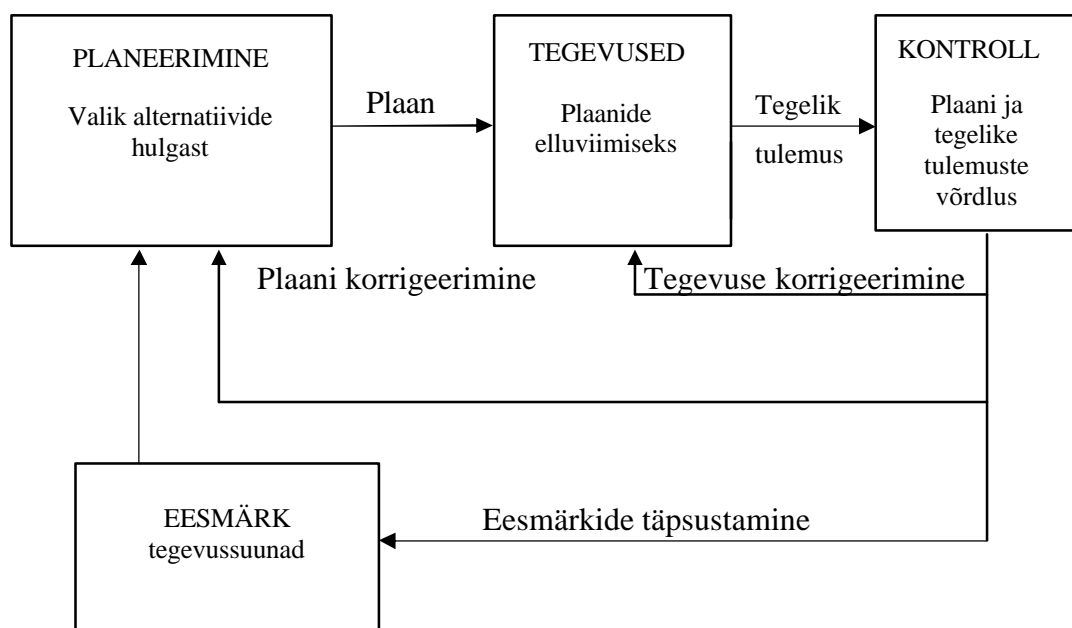 PLANEERIMINE
Valik alternatiivide
hulgast
Plaan
TEGEVUSED
Plaanide
elluviimiseks
Tegelik
tulemus
KONTROLL
Plaani ja
tegelike
tulemuste
võrdlus
Plaani korrigeerimine
Tegevuse korrigeerimine
EESMÄRK
tegevussuunad
Eesmärkide täpsustamine